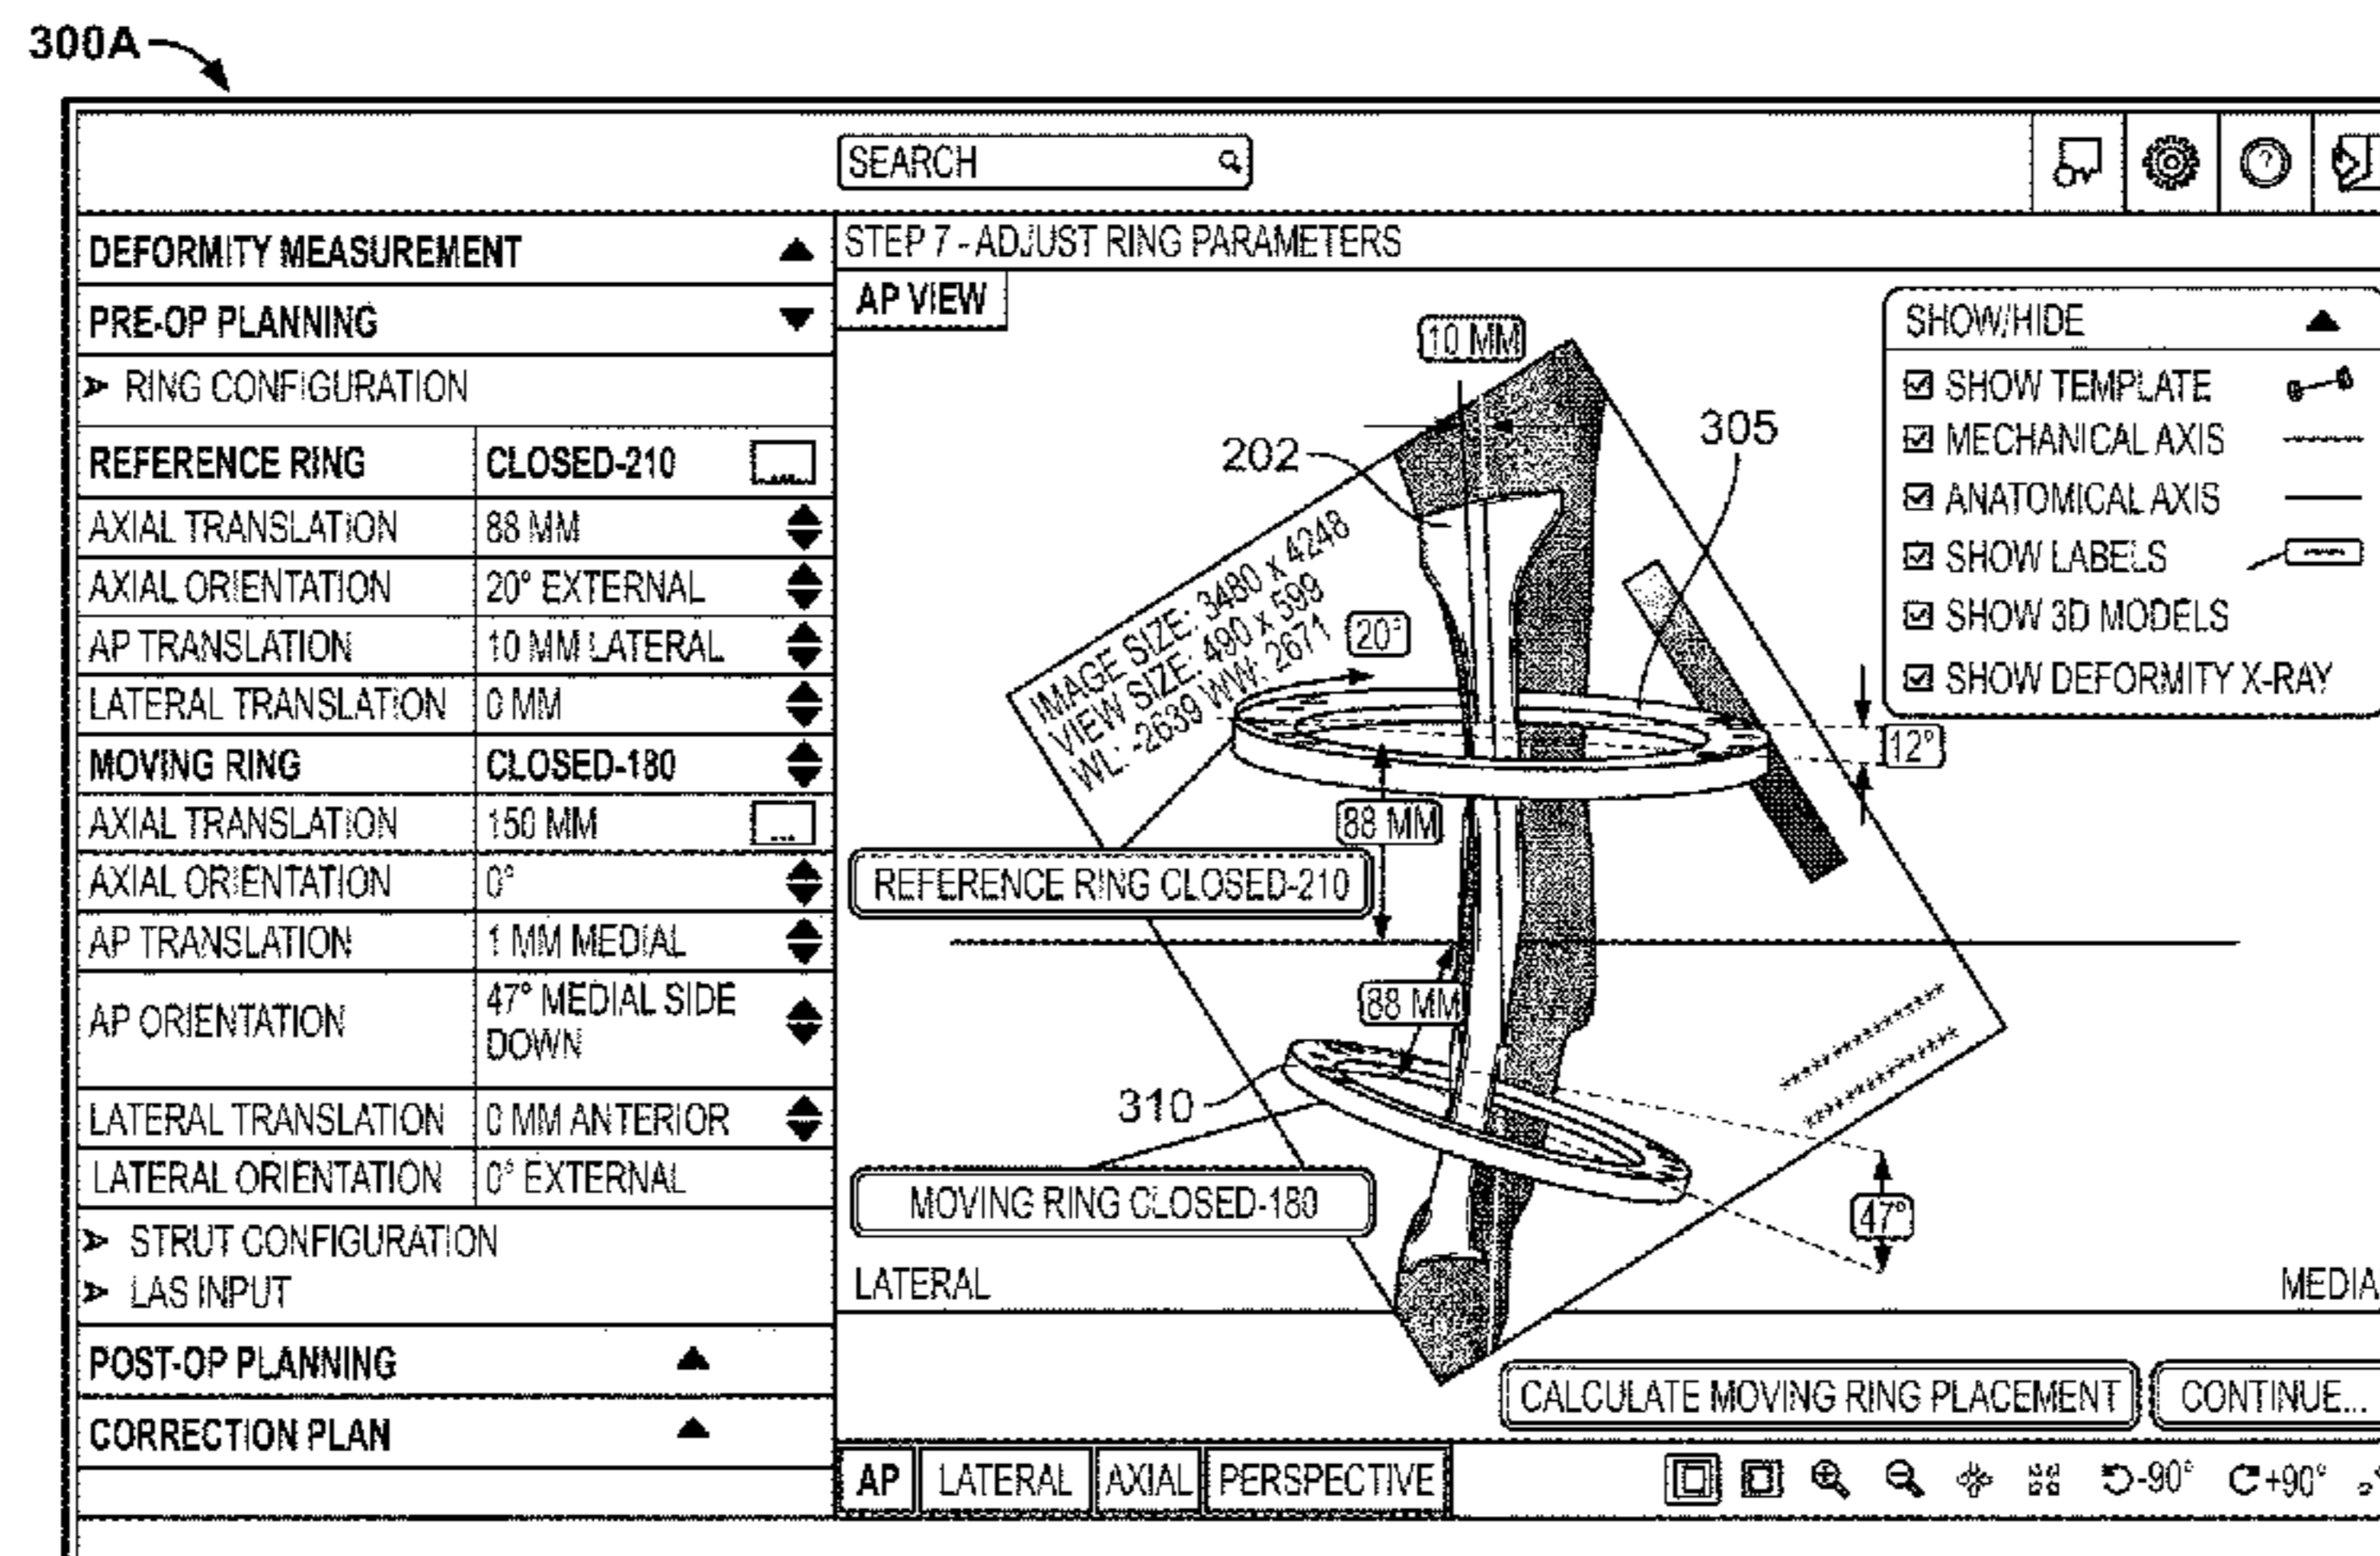 300A
SEARCH
?
DEFORMITY MEASUREMENT
PRE-OP PLANNING
RING CONFIGURATION
REFERENCE RING CLOSED-210 ...
AXIAL TRANSLATION 88 MM
AXIAL ORIENTATION 20° EXTERNAL
AP TRANSLATION 10 MM LATERAL
LATERAL TRANSLATION 0 MM
MOVING RING CLOSED-180
AXIAL TRANSLATION 150 MM ...
AXIAL ORIENTATION 0°
AP TRANSLATION 1 MM MEDIAL
AP ORIENTATION 47° MEDIAL SIDE
DOWN
LATERAL TRANSLATION 0 MM ANTERIOR
LATERAL ORIENTATION 0° EXTERNAL
STRUT CONFIGURATION
LAS INPUT
POST-OP PLANNING
CORRECTION PLAN
STEP 7 - ADJUST RING PARAMETERS
AP VIEW
10 MM
202
305
IMAGE SIZE: 3480 x 4248
VIEW SIZE: 490 x 599
WL: -2639 WW: 2671
20°
12°
88 MM
REFERENCE RING CLOSED-210
88 MM
310
MOVING RING CLOSED-180
47°
LATERAL
MEDIA
SHOW/HIDE
SHOW TEMPLATE
MECHANICAL AXIS
ANATOMICAL AXIS
SHOW LABELS
SHOW 3D MODELS
SHOW DEFORMITY X-RAY
CALCULATE MOVING RING PLACEMENT
CONTINUE...
AP LATERAL AXIAL PERSPECTIVE
-90° +90°